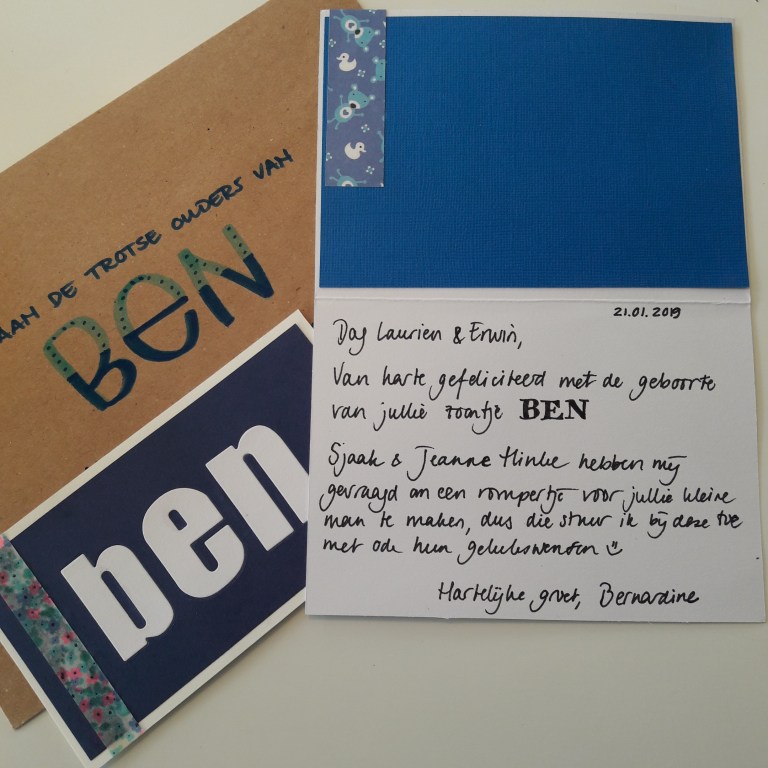 AAN DE TROTSE OUDERS VAN
BEN
ben
21.01.2019
Dag Laurien & Erwin,
Van harte gefeliciteerd met de geboorte
van jullie zoontje BEN
Sjaak & Jeanne Hinke hebben mij
gevraagd om een rompertje voor jullie kleine
man te maken, dus die stuur ik bij deze toe
met ook hun gelukswensen
Hartelijke groet, Bernardine